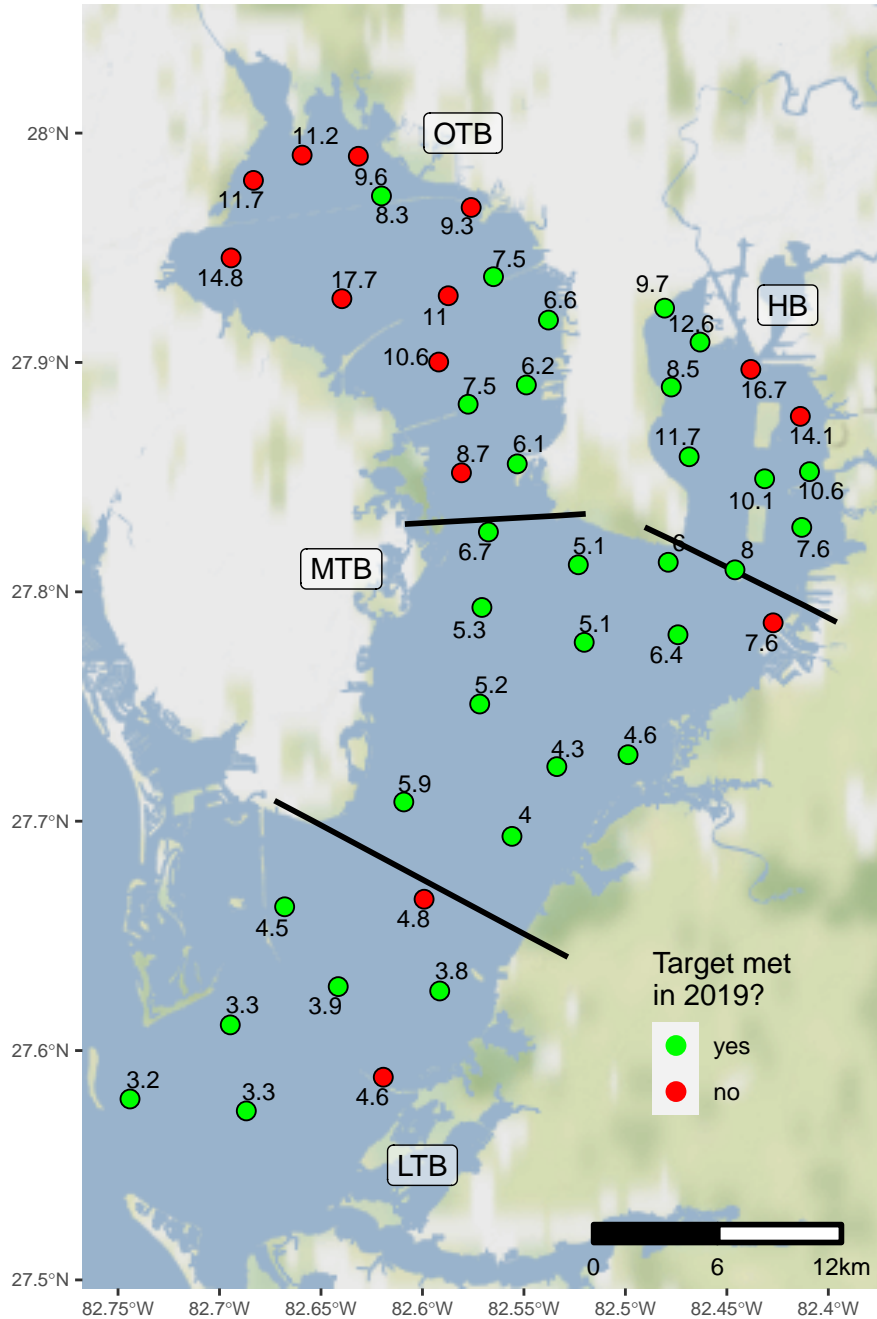 28°N
11.2
OTB
9.6
11.7
8.3
9.3
14.8
17.7
7.5
11
6.6
9.7
12.6
HB
27.9°N
10.6
6.2
8.5
16.7
7.5
14.1
8.7
6.1
11.7
10.1
10.6
6.7
5.1
6
8
7.6
MTB
27.8°N
5.3
5.1
6.4
7.6
5.2
4.3
4.6
5.9
4
27.7°N
4.5
4.8
3.9
3.8
3.3
27.6°N
3.2
3.3
4.6
Target met
in 2019?
yes
no
LTB
0 6 12km
27.5°N
82.75°W 82.7°W 82.65°W 82.6°W 82.55°W 82.5°W 82.45°W 82.4°W